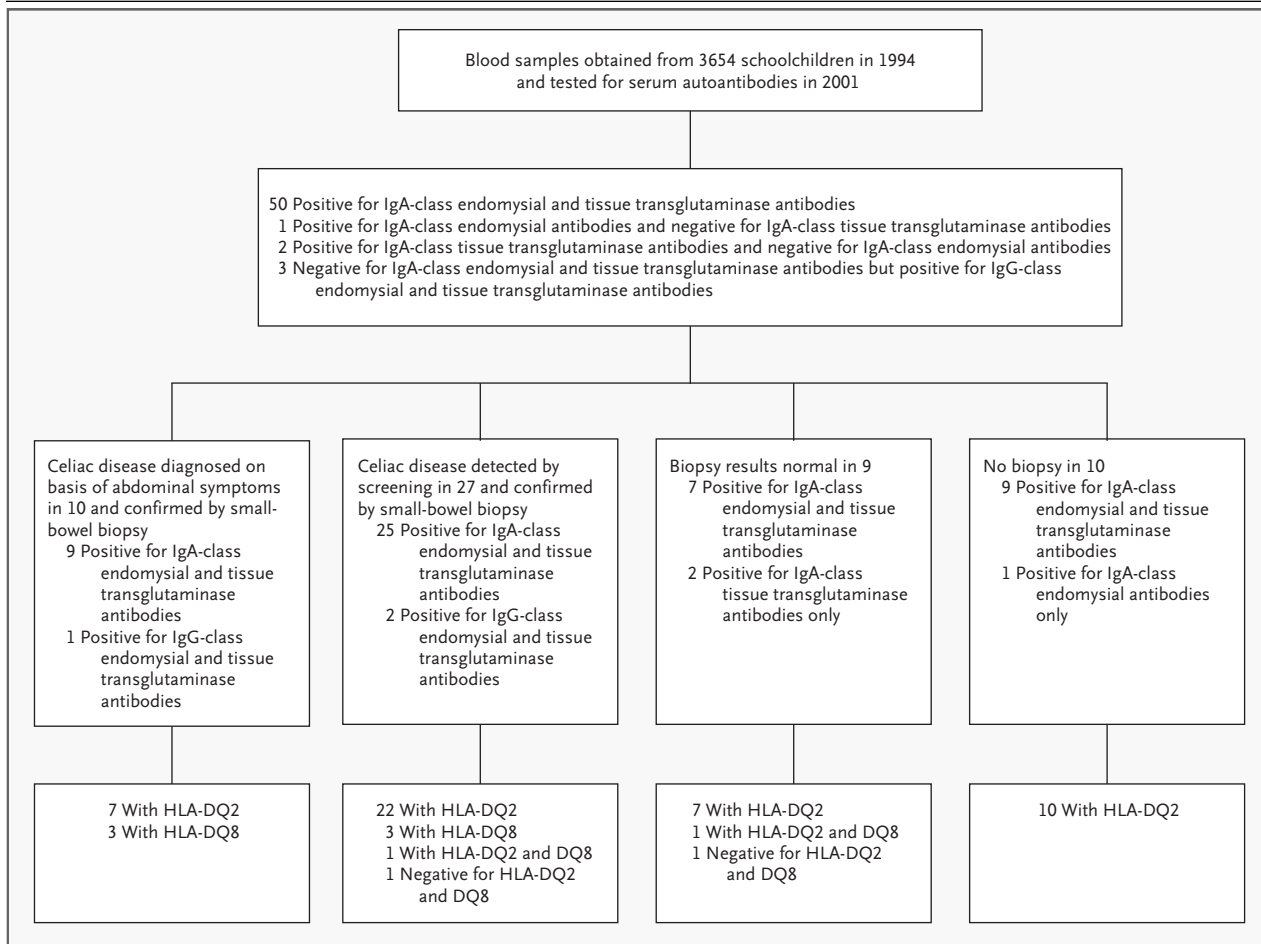 Blood samples obtained from 3654 schoolchildren in 1994
and tested for serum autoantibodies in 2001
50 Positive for IgA-class endomysial and tissue transglutaminase antibodies
1 Positive for IgA-class endomysial antibodies and negative for IgA-class tissue transglutaminase antibodies
2 Positive for IgA-class tissue transglutaminase antibodies and negative for IgA-class endomysial antibodies
3 Negative for IgA-class endomysial and tissue transglutaminase antibodies but positive for IgG-class
endomysial and tissue transglutaminase antibodies
Celiac disease diagnosed on
basis of abdominal symptoms
in 10 and confirmed by small-
bowel biopsy
9 Positive for IgA-class
endomysial and tissue
transglutaminase
antibodies
1 Positive for IgG-class
endomysial and tissue
transglutaminase
antibodies
Celiac disease detected by
screening in 27 and confirmed
by small-bowel biopsy
25 Positive for IgA-class
endomysial and tissue
transglutaminase
antibodies
2 Positive for IgG-class
endomysial and tissue
transglutaminase
antibodies
Biopsy results normal in 9
7 Positive for IgA-class
endomysial and tissue
transglutaminase
antibodies
2 Positive for IgA-class
tissue transglutaminase
antibodies only
No biopsy in 10
9 Positive for IgA-class
endomysial and tissue
transglutaminase
antibodies
1 Positive for IgA-class
endomysial antibodies
only
7 With HLA-DQ2
3 With HLA-DQ8
22 With HLA-DQ2
3 With HLA-DQ8
1 With HLA-DQ2 and DQ8
1 Negative for HLA-DQ2
and DQ8
7 With HLA-DQ2
1 With HLA-DQ2 and DQ8
1 Negative for HLA-DQ2
and DQ8
10 With HLA-DQ2